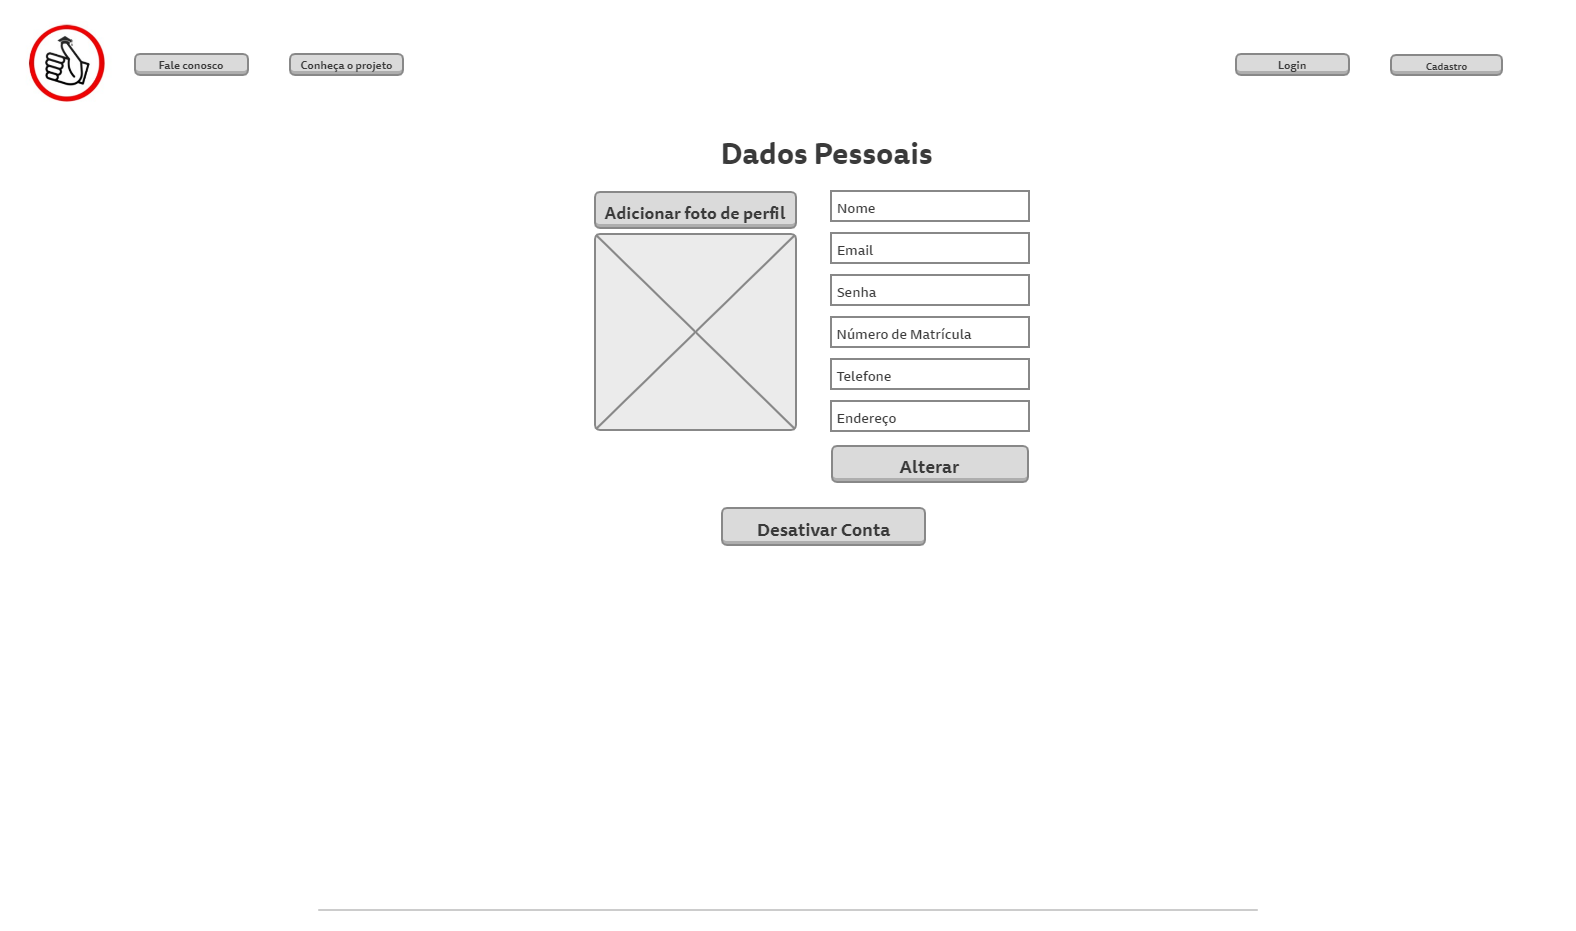 Fale conosco
Conheça o projeto
Login
Cadastro
Dados Pessoais
Adicionar foto de perfil
Nome
Email
Senha
Número de Matrícula
Telefone
Endereço
Alterar
Desativar Conta